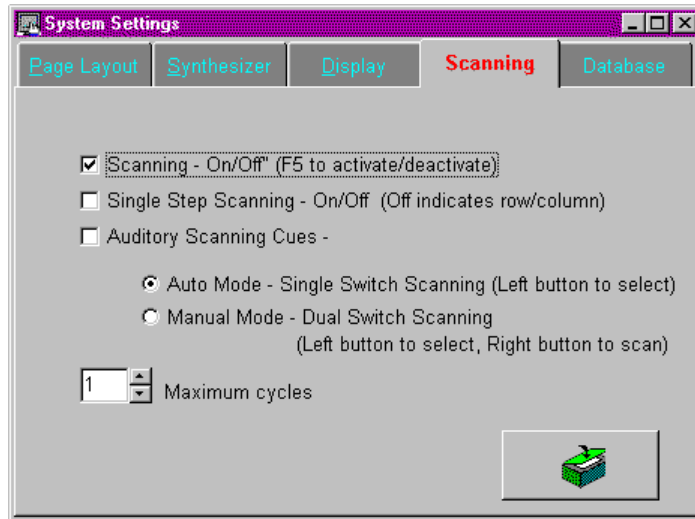 System Settings
Page Layout Synthesizer Display Scanning Database
Scanning - On/Off" (F5 to activate/deactivate)
Single Step Scanning - On/Off (Off indicates row/column)
Auditory Scanning Cues -
Auto Mode - Single Switch Scanning (Left button to select)
Manual Mode - Dual Switch Scanning
(Left button to select, Right button to scan)
1 Maximum cycles